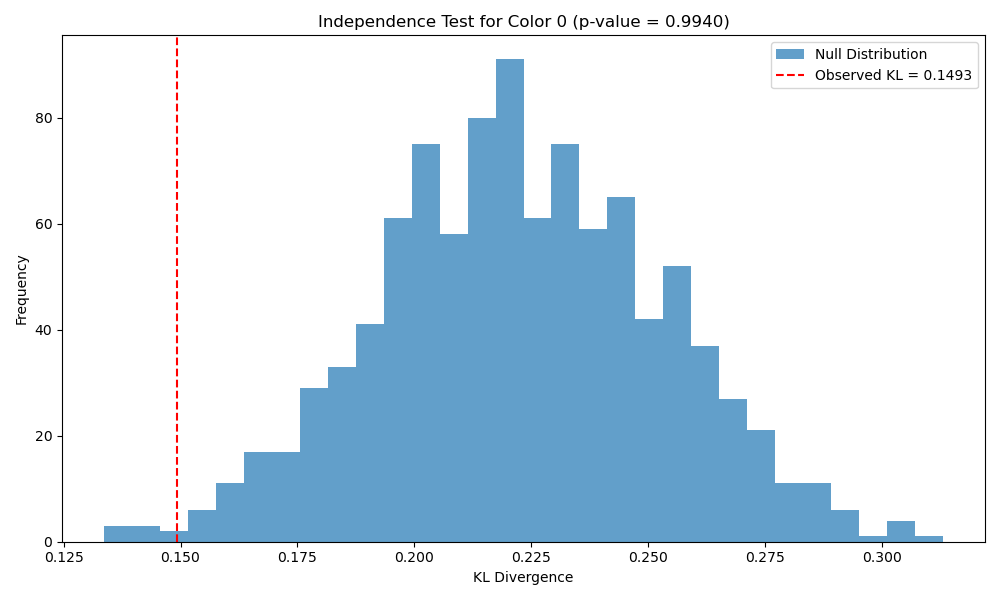 Independence Test for Color 0 (p-value = 0.9940)
Null Distribution
Observed KL = 0.1493
Frequency
80
60
40
20
0
0.125 0.150 0.175 0.200 0.225 0.250 0.275 0.300
KL Divergence